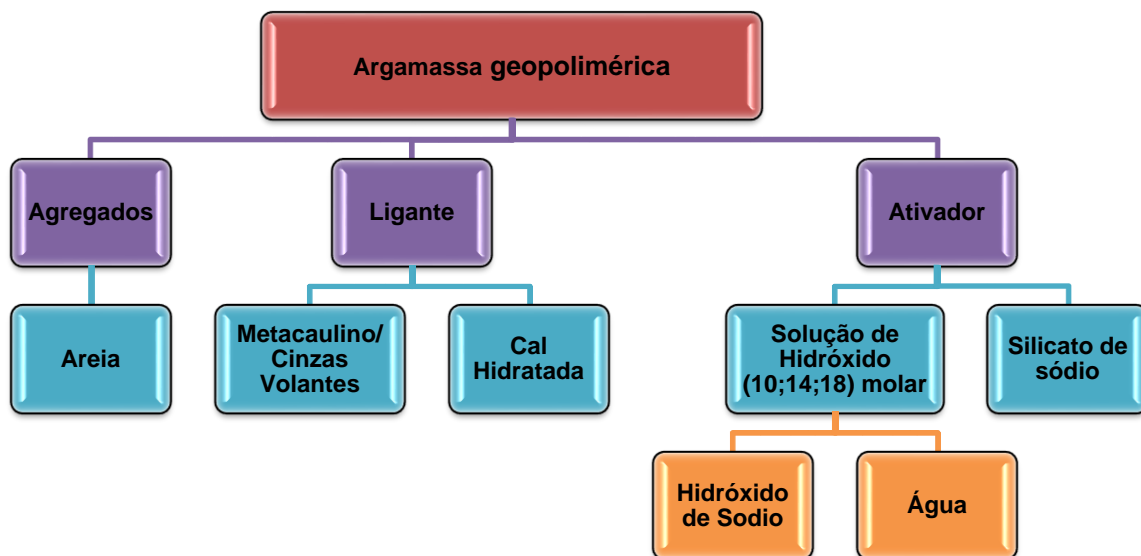 Argamassa geopolimérica
Agregados
Ligante
Ativador
Areia
Metacaulino/
Cinzas
Volantes
Cal
Hidratada
Solução de
Hidróxido
(10;14;18) molar
Silicato de
sódio
Hidróxido
de Sodio
Água